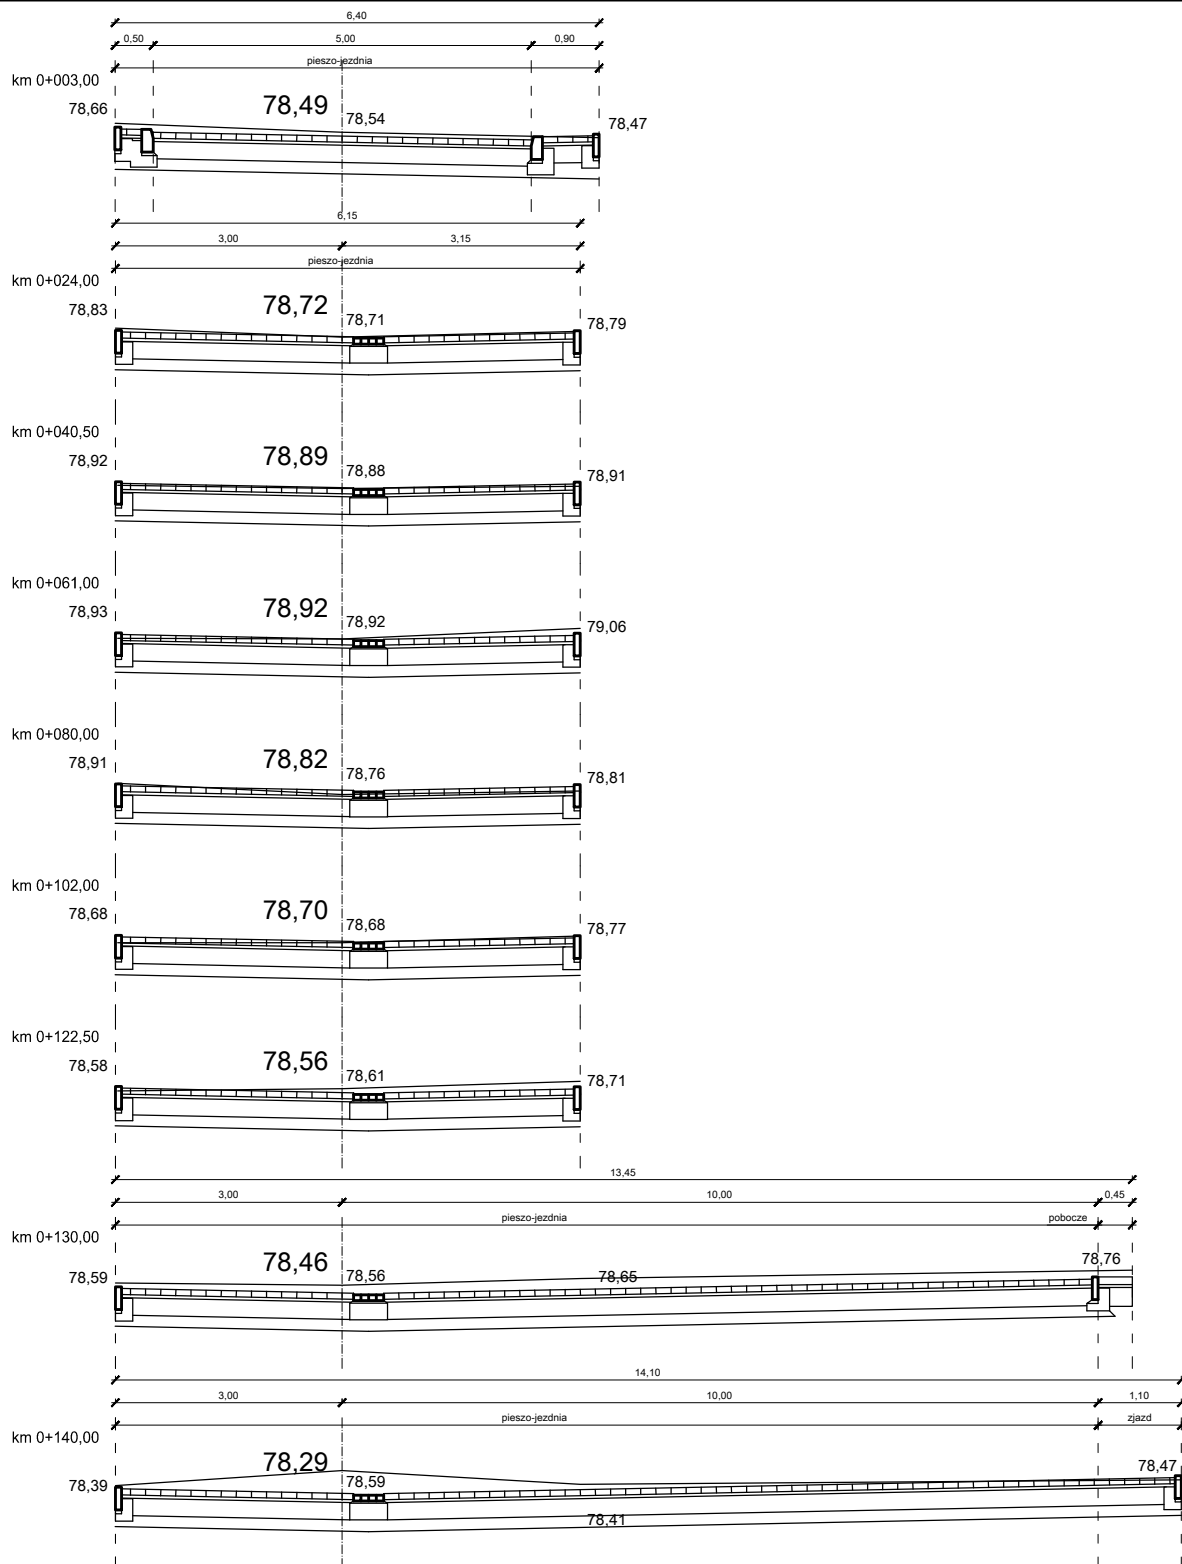 6,40
0,50 5,00 0,90
pieszo-jezdnia
km 0+003,00
78,66 78,49 78,54 78,47
6,15
3,00 3,15
pieszo-jezdnia
km 0+024,00
78,83 78,72 78,71 78,79
km 0+040,50
78,92 78,89 78,88 78,91
km 0+061,00
78,93 78,92 78,92 79,06
km 0+080,00
78,91 78,82 78,76 78,81
km 0+102,00
78,68 78,70 78,68 78,77
km 0+122,50
78,58 78,56 78,61 78,71
13,45
3,00 10,00 0,45
pieszo-jezdnia pobocze
km 0+130,00
78,59 78,46 78,56 78,65 78,76
14,10
3,00 10,00 1,10
pieszo-jezdnia zjazd
km 0+140,00
78,39 78,29 78,59 78,47
78,41